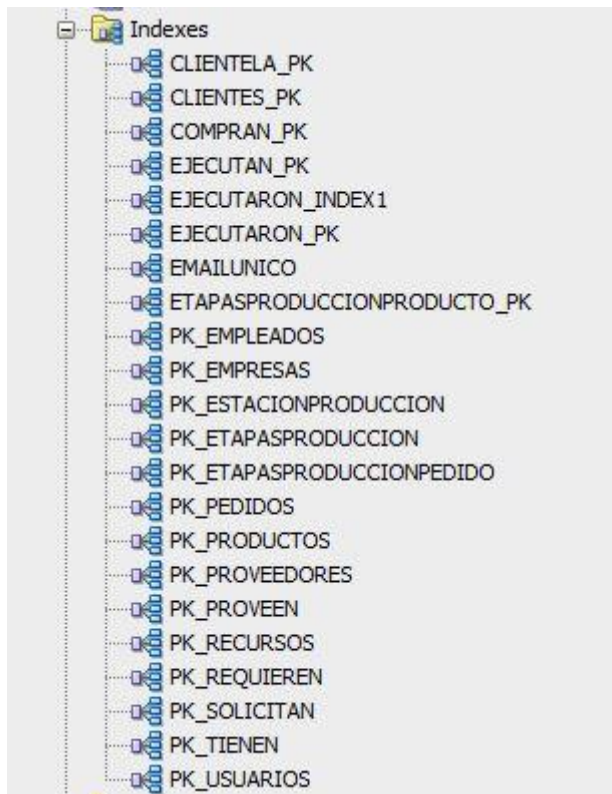 Indexes
CLIENTELA_PK
CLIENTES_PK
COMPRAN_PK
EJECUTAN_PK
EJECUTARON_INDEX1
EJECUTARON_PK
EMAILUNICO
ETAPASPRODUCCIONPRODUCTO_PK
PK_EMPLEADOS
PK_EMPRESAS
PK_ESTACIONPRODUCCION
PK_ETAPASPRODUCCION
PK_ETAPASPRODUCCIONPEDIDO
PK_PEDIDOS
PK_PRODUCTOS
PK_PROVEEDORES
PK_PROVEEN
PK_RECURSOS
PK_REQUIEREN
PK_SOLICITAN
PK_TIENEN
PK_USUARIOS